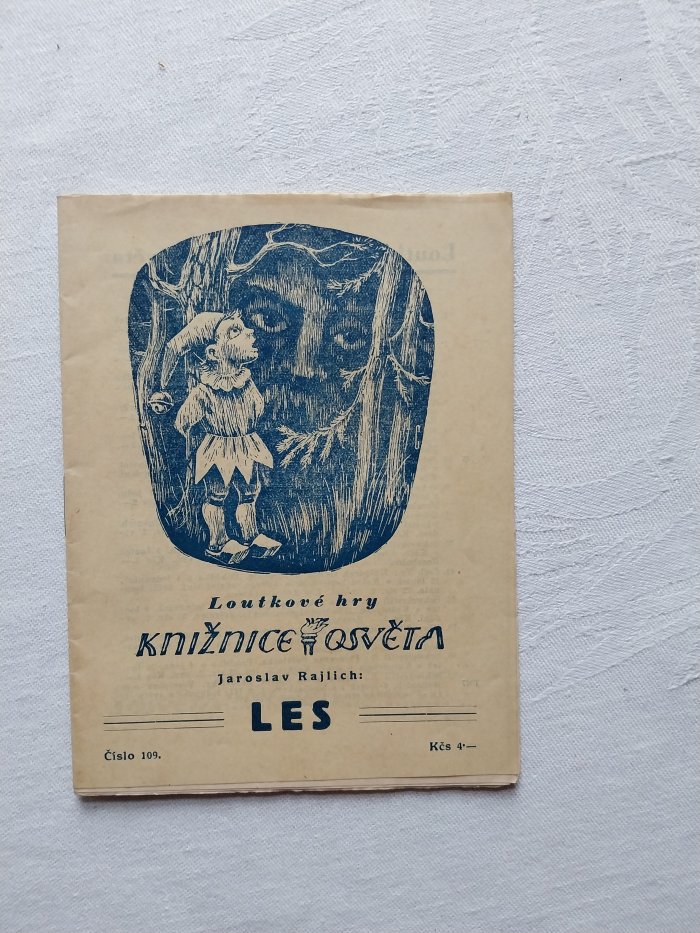 Loutkové hry
KNIŽNICE OSVĚTA
Jaroslav Rajlich:
LES
Číslo 109.
Kčs 4·—